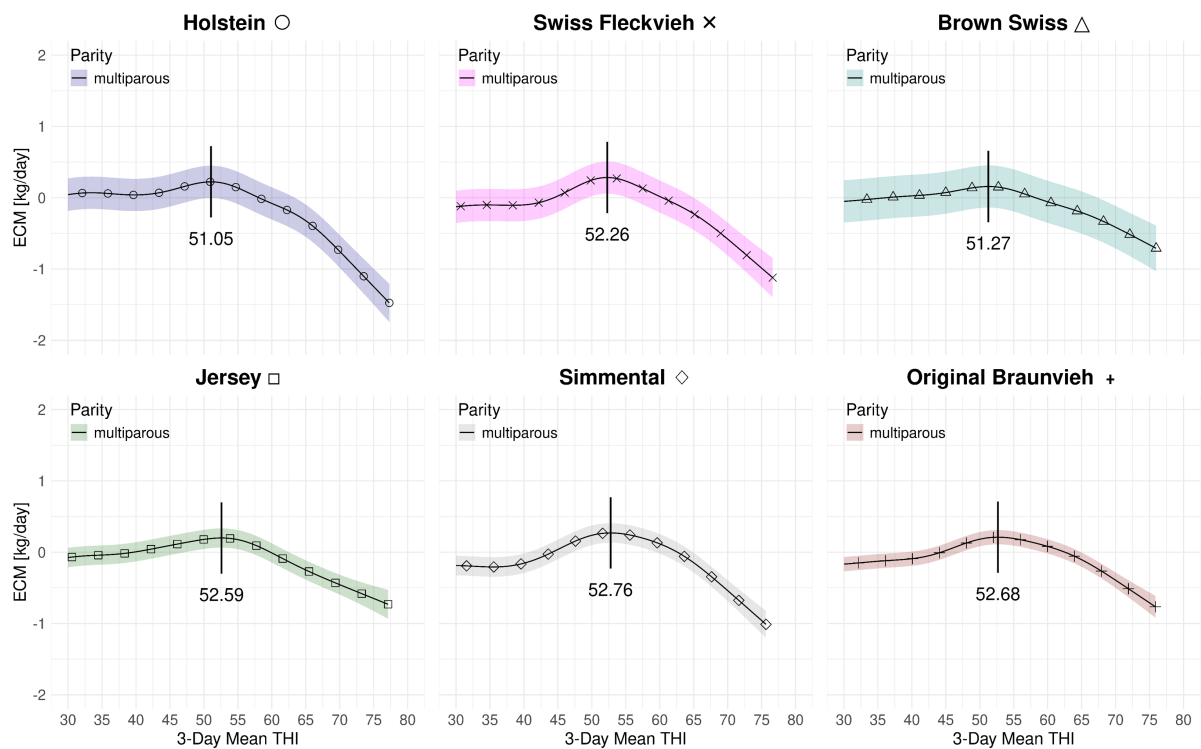 Holstein ○
Swiss Fleckvieh ×
Brown Swiss △
Parity
multiparous
Parity
multiparous
Parity
multiparous
ECM [kg/day]
2
1
0
-1
-2
51.05
52.26
51.27
Jersey □
Simmental ◇
Original Braunvieh +
Parity
multiparous
Parity
multiparous
Parity
multiparous
ECM [kg/day]
2
1
0
-1
-2
52.59
52.76
52.68
30 35 40 45 50 55 60 65 70 75 80
30 35 40 45 50 55 60 65 70 75 80
30 35 40 45 50 55 60 65 70 75 80
3-Day Mean THI
3-Day Mean THI
3-Day Mean THI